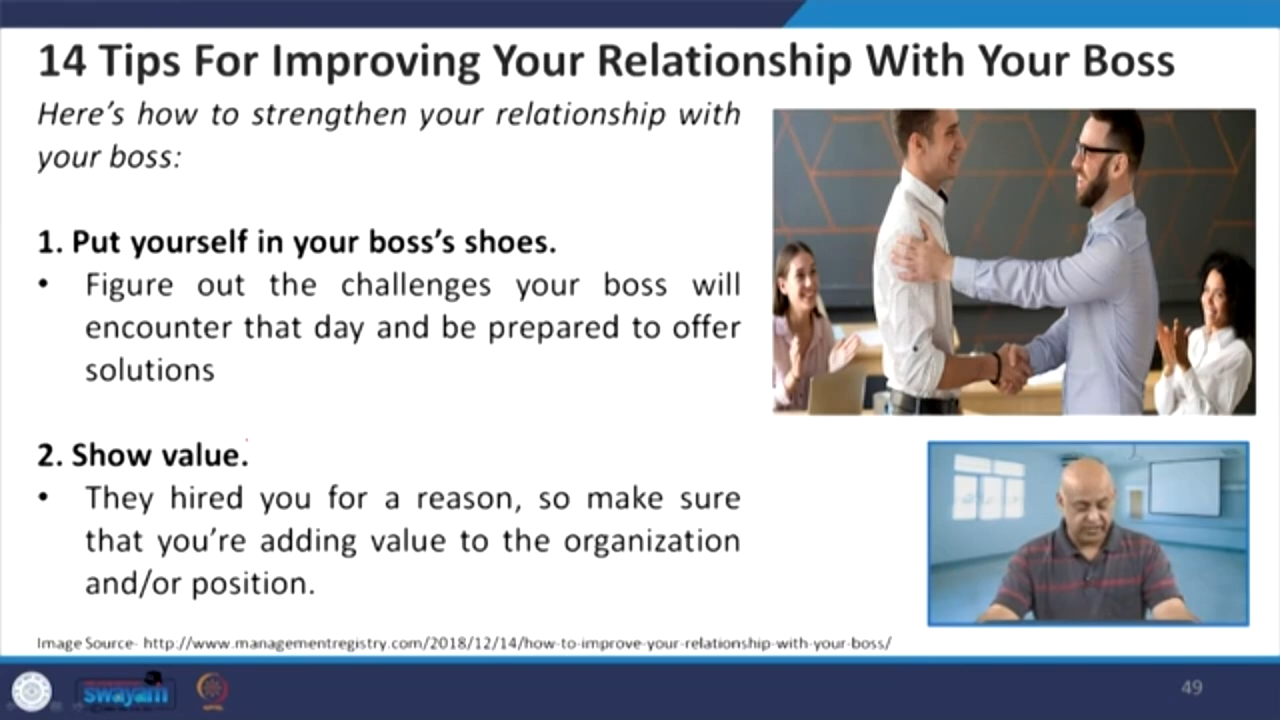 14 Tips For Improving Your Relationship With Your Boss
Here's how to strengthen your relationship with
your boss:
1. Put yourself in your boss's shoes.
• Figure out the challenges your boss will
encounter that day and be prepared to offer
solutions
2. Show value.
• They hired you for a reason, so make sure
that you're adding value to the organization
and/or position.
Image Source- http://www.managementregistry.com/2018/12/14/how-to-improve-your-relationship-with-your-boss/
swayam
49